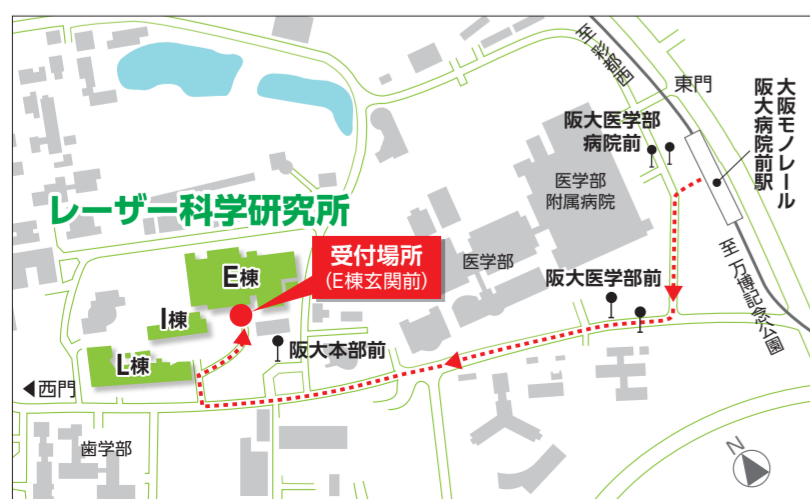 至 彩都西
東門
大阪モノレール
阪大病院前駅
阪大医学部
病院前
医学部
附属病院
レーザー科学研究所
受付場所
(E棟玄関前)
E棟
医学部
阪大医学部前
至 万博記念公園
I棟
阪大本部前
L棟
◀西門
歯学部
N